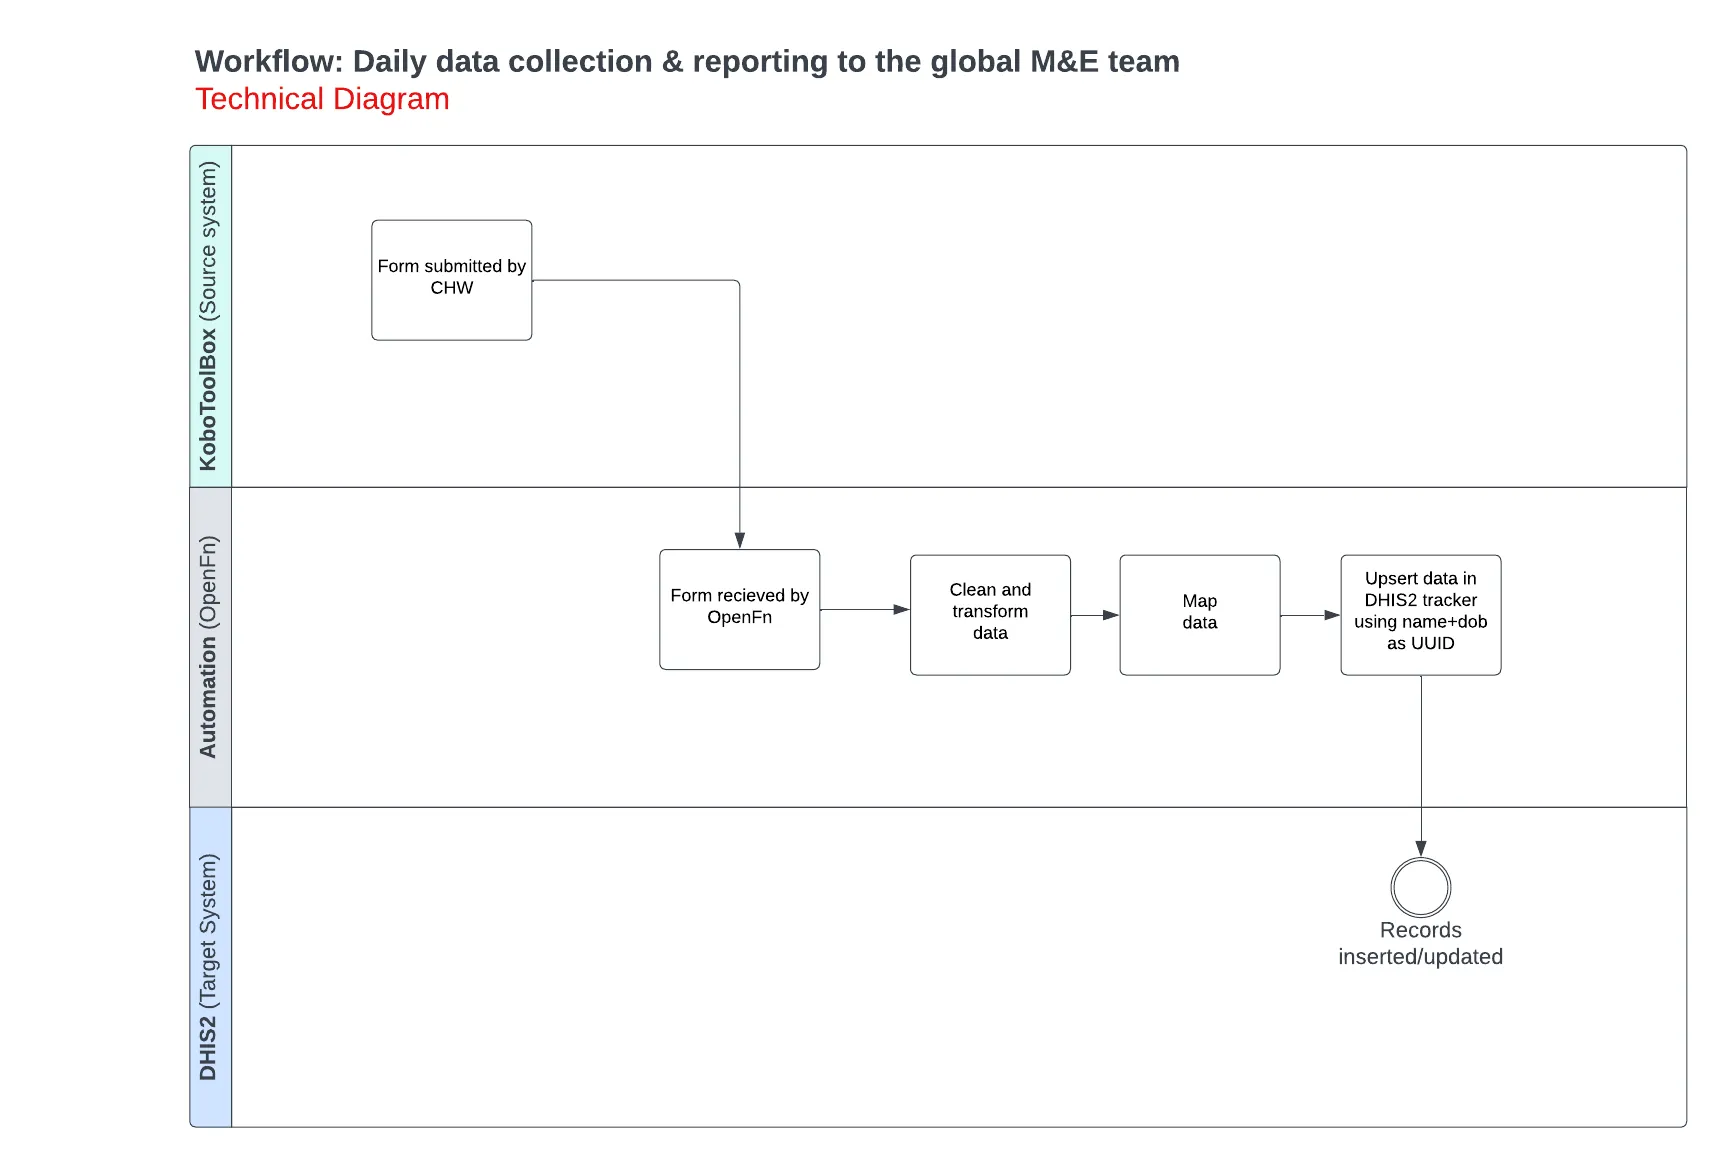 Workflow: Daily data collection & reporting to the global M&E team
Technical Diagram
KoboToolBox (Source system)
Form submitted by
CHW
Automation (OpenFn)
Form recieved by
OpenFn
Clean and
transform
data
Map
data
Upsert data in
DHIS2 tracker
using name+dob
as UUID
DHIS2 (Target System)
Records
inserted/updated